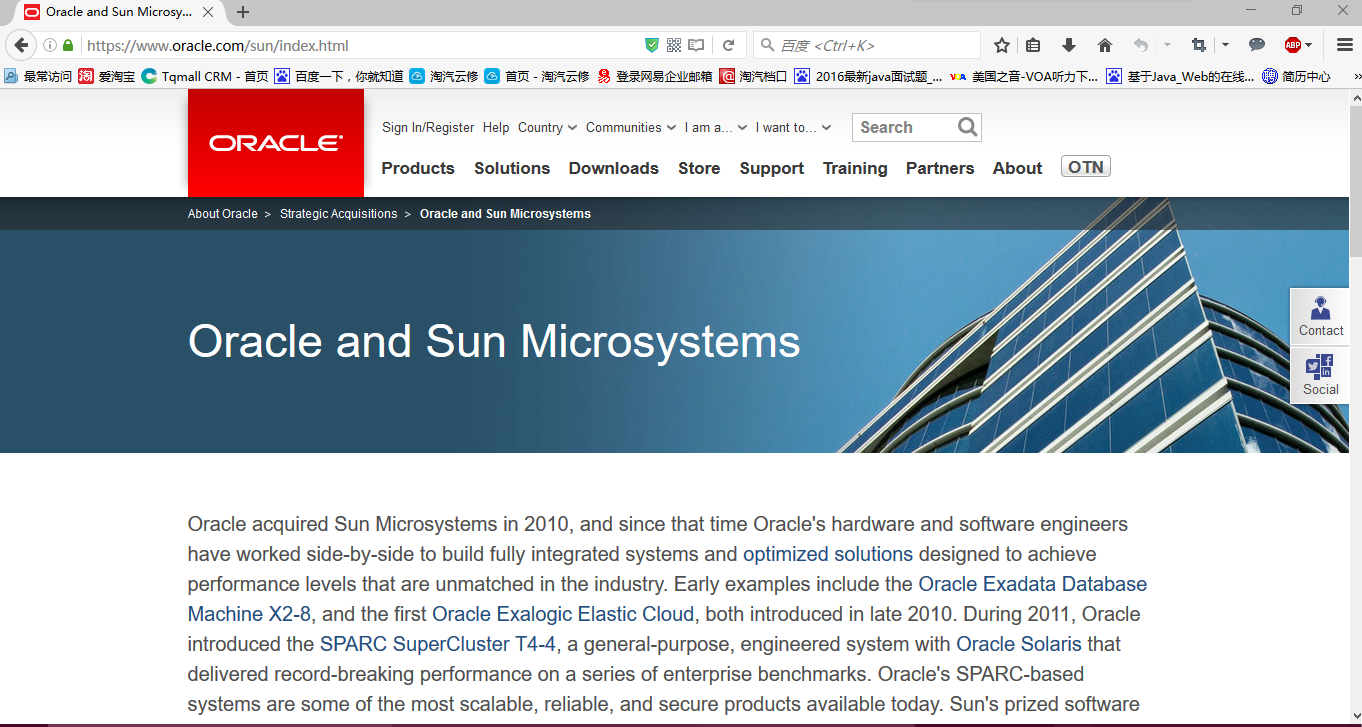 Oracle and Sun Microsy...
https://www.oracle.com/sun/index.html
百度 <Ctrl+K>
ABP
最常访问 淘 爱淘宝 Tqmall CRM - 首页 百度一下，你就知道 淘汽云修 首页 - 淘汽云修 登录网易企业邮箱 淘汽档口 2016最新java面试题_... VOA 美国之音-VOA听力下... 基于Java_Web的在线... 简历中心 »
ORACLE
Sign In/Register Help Country Communities I am a... I want to... Search
Products Solutions Downloads Store Support Training Partners About OTN
About Oracle > Strategic Acquisitions > Oracle and Sun Microsystems
Oracle and Sun Microsystems
Contact
Social
Oracle acquired Sun Microsystems in 2010, and since that time Oracle's hardware and software engineers
have worked side-by-side to build fully integrated systems and optimized solutions designed to achieve
performance levels that are unmatched in the industry. Early examples include the Oracle Exadata Database
Machine X2-8, and the first Oracle Exalogic Elastic Cloud, both introduced in late 2010. During 2011, Oracle
introduced the SPARC SuperCluster T4-4, a general-purpose, engineered system with Oracle Solaris that
delivered record-breaking performance on a series of enterprise benchmarks. Oracle's SPARC-based
systems are some of the most scalable, reliable, and secure products available today. Sun's prized software